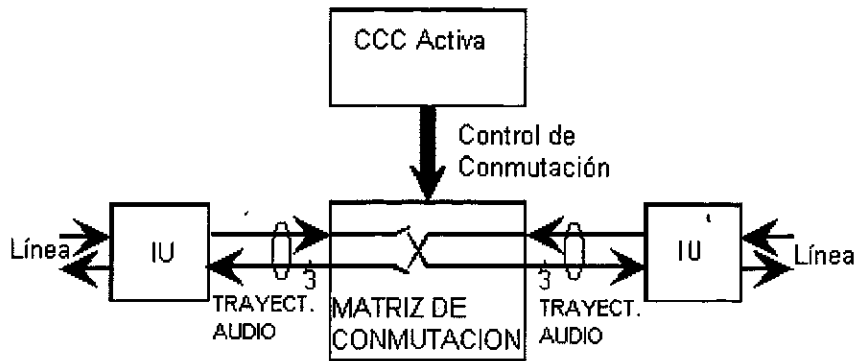 CCC Activa
Control de
Conmutación
Línea
IU
3
TRAYECT.
AUDIO
MATRIZ DE
CONMUTACION
3
TRAYECT.
AUDIO
IU
Línea